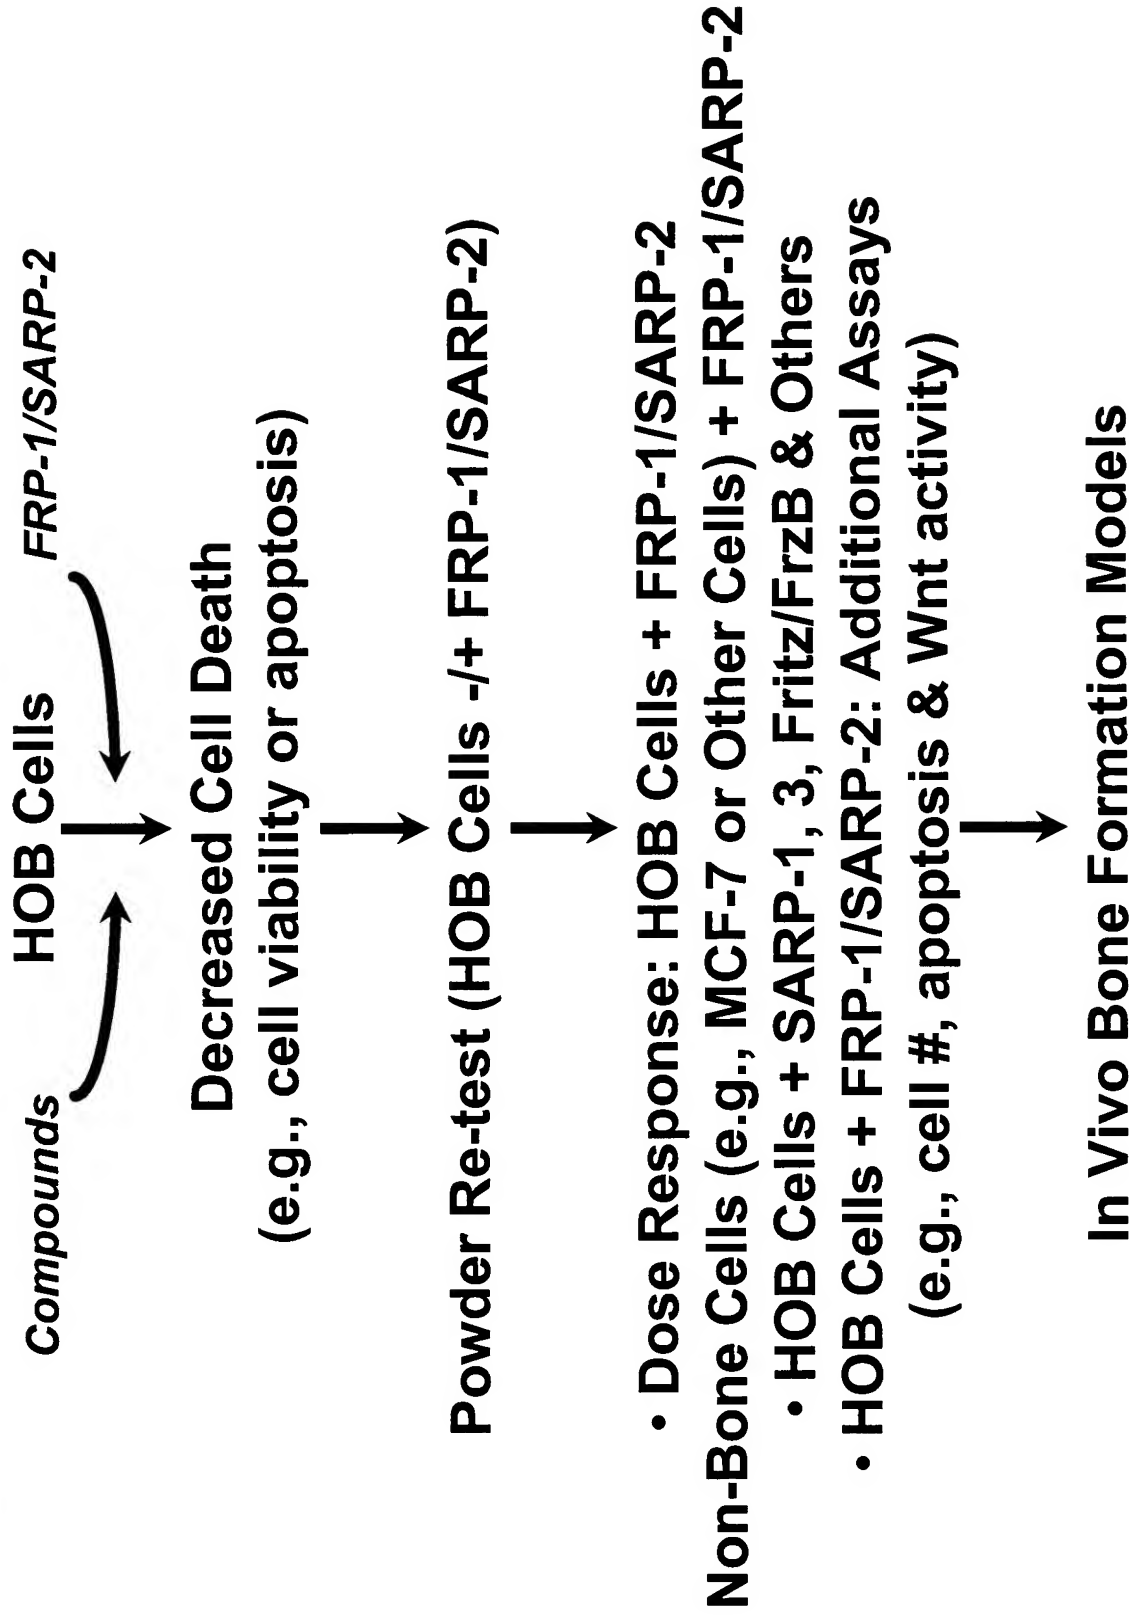 Compounds
HOB Cells
FRP-1/SARP-2
Decreased Cell Death
(e.g., cell viability or apoptosis)
Powder Re-test (HOB Cells -/+ FRP-1/SARP-2)
• Dose Response: HOB Cells + FRP-1/SARP-2
Non-Bone Cells (e.g., MCF-7 or Other Cells) + FRP-1/SARP-2
• HOB Cells + SARP-1, 3, Fritz/FrzB & Others
• HOB Cells + FRP-1/SARP-2: Additional Assays
(e.g., cell #, apoptosis & Wnt activity)
In Vivo Bone Formation Models